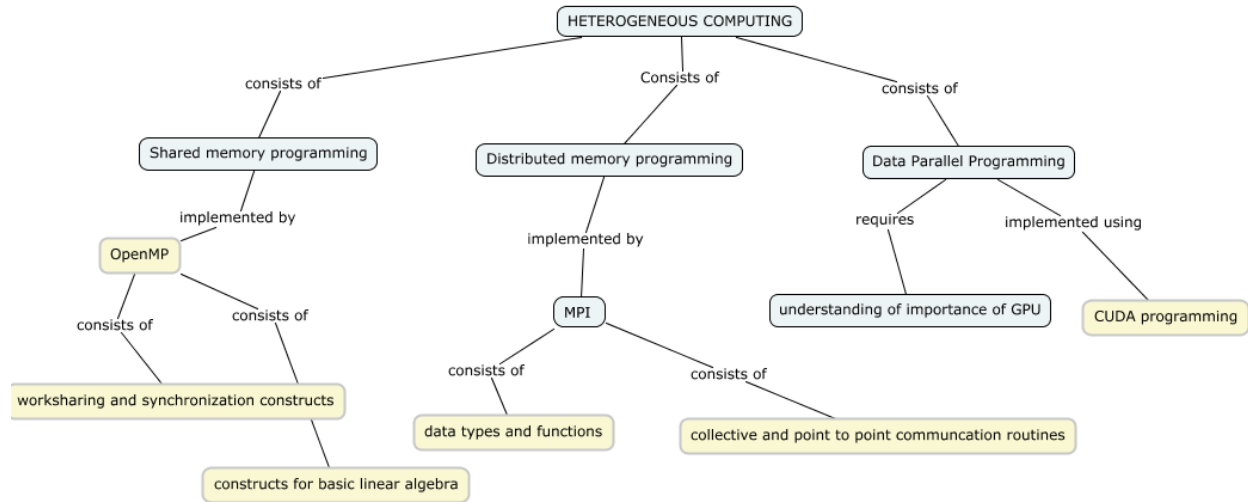 HETEROGENEOUS COMPUTING
consists of
Consists of
consists of
Shared memory programming
Distributed memory programming
Data Parallel Programming
implemented by
implemented by
requires
implemented using
OpenMP
MPI
understanding of importance of GPU
CUDA programming
consists of
consists of
consists of
consists of
worksharing and synchronization constructs
data types and functions
collective and point to point communcation routines
constructs for basic linear algebra